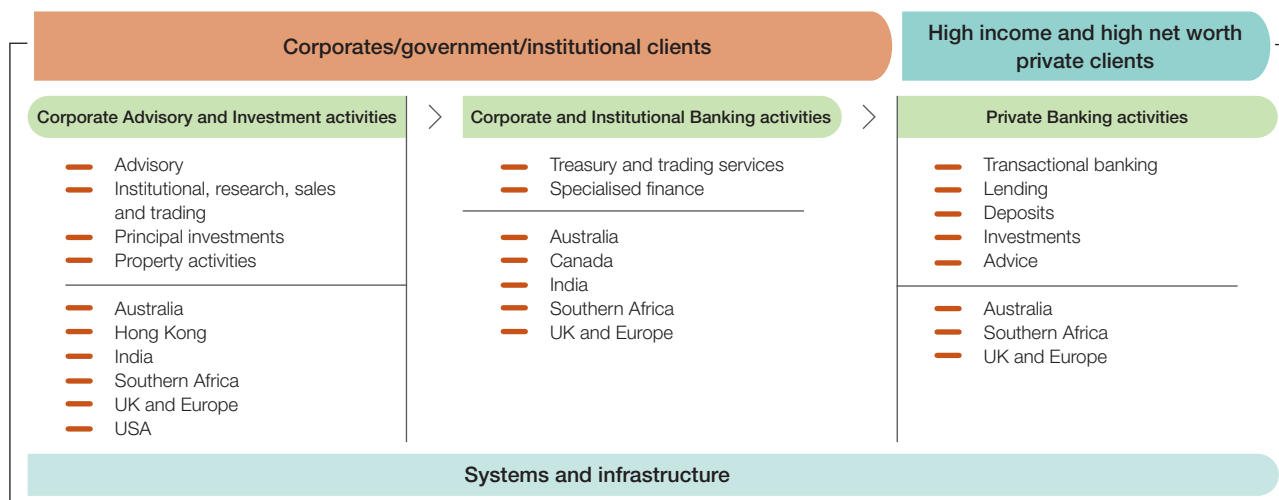 Corporates/government/institutional clients
High income and high net worth
private clients
Corporate Advisory and Investment activities
Advisory
Institutional, research, sales
and trading
Principal investments
Property activities
Australia
Hong Kong
India
Southern Africa
UK and Europe
USA
Corporate and Institutional Banking activities
Treasury and trading services
Specialised finance
Australia
Canada
India
Southern Africa
UK and Europe
Private Banking activities
Transactional banking
Lending
Deposits
Investments
Advice
Australia
Southern Africa
UK and Europe
Systems and infrastructure